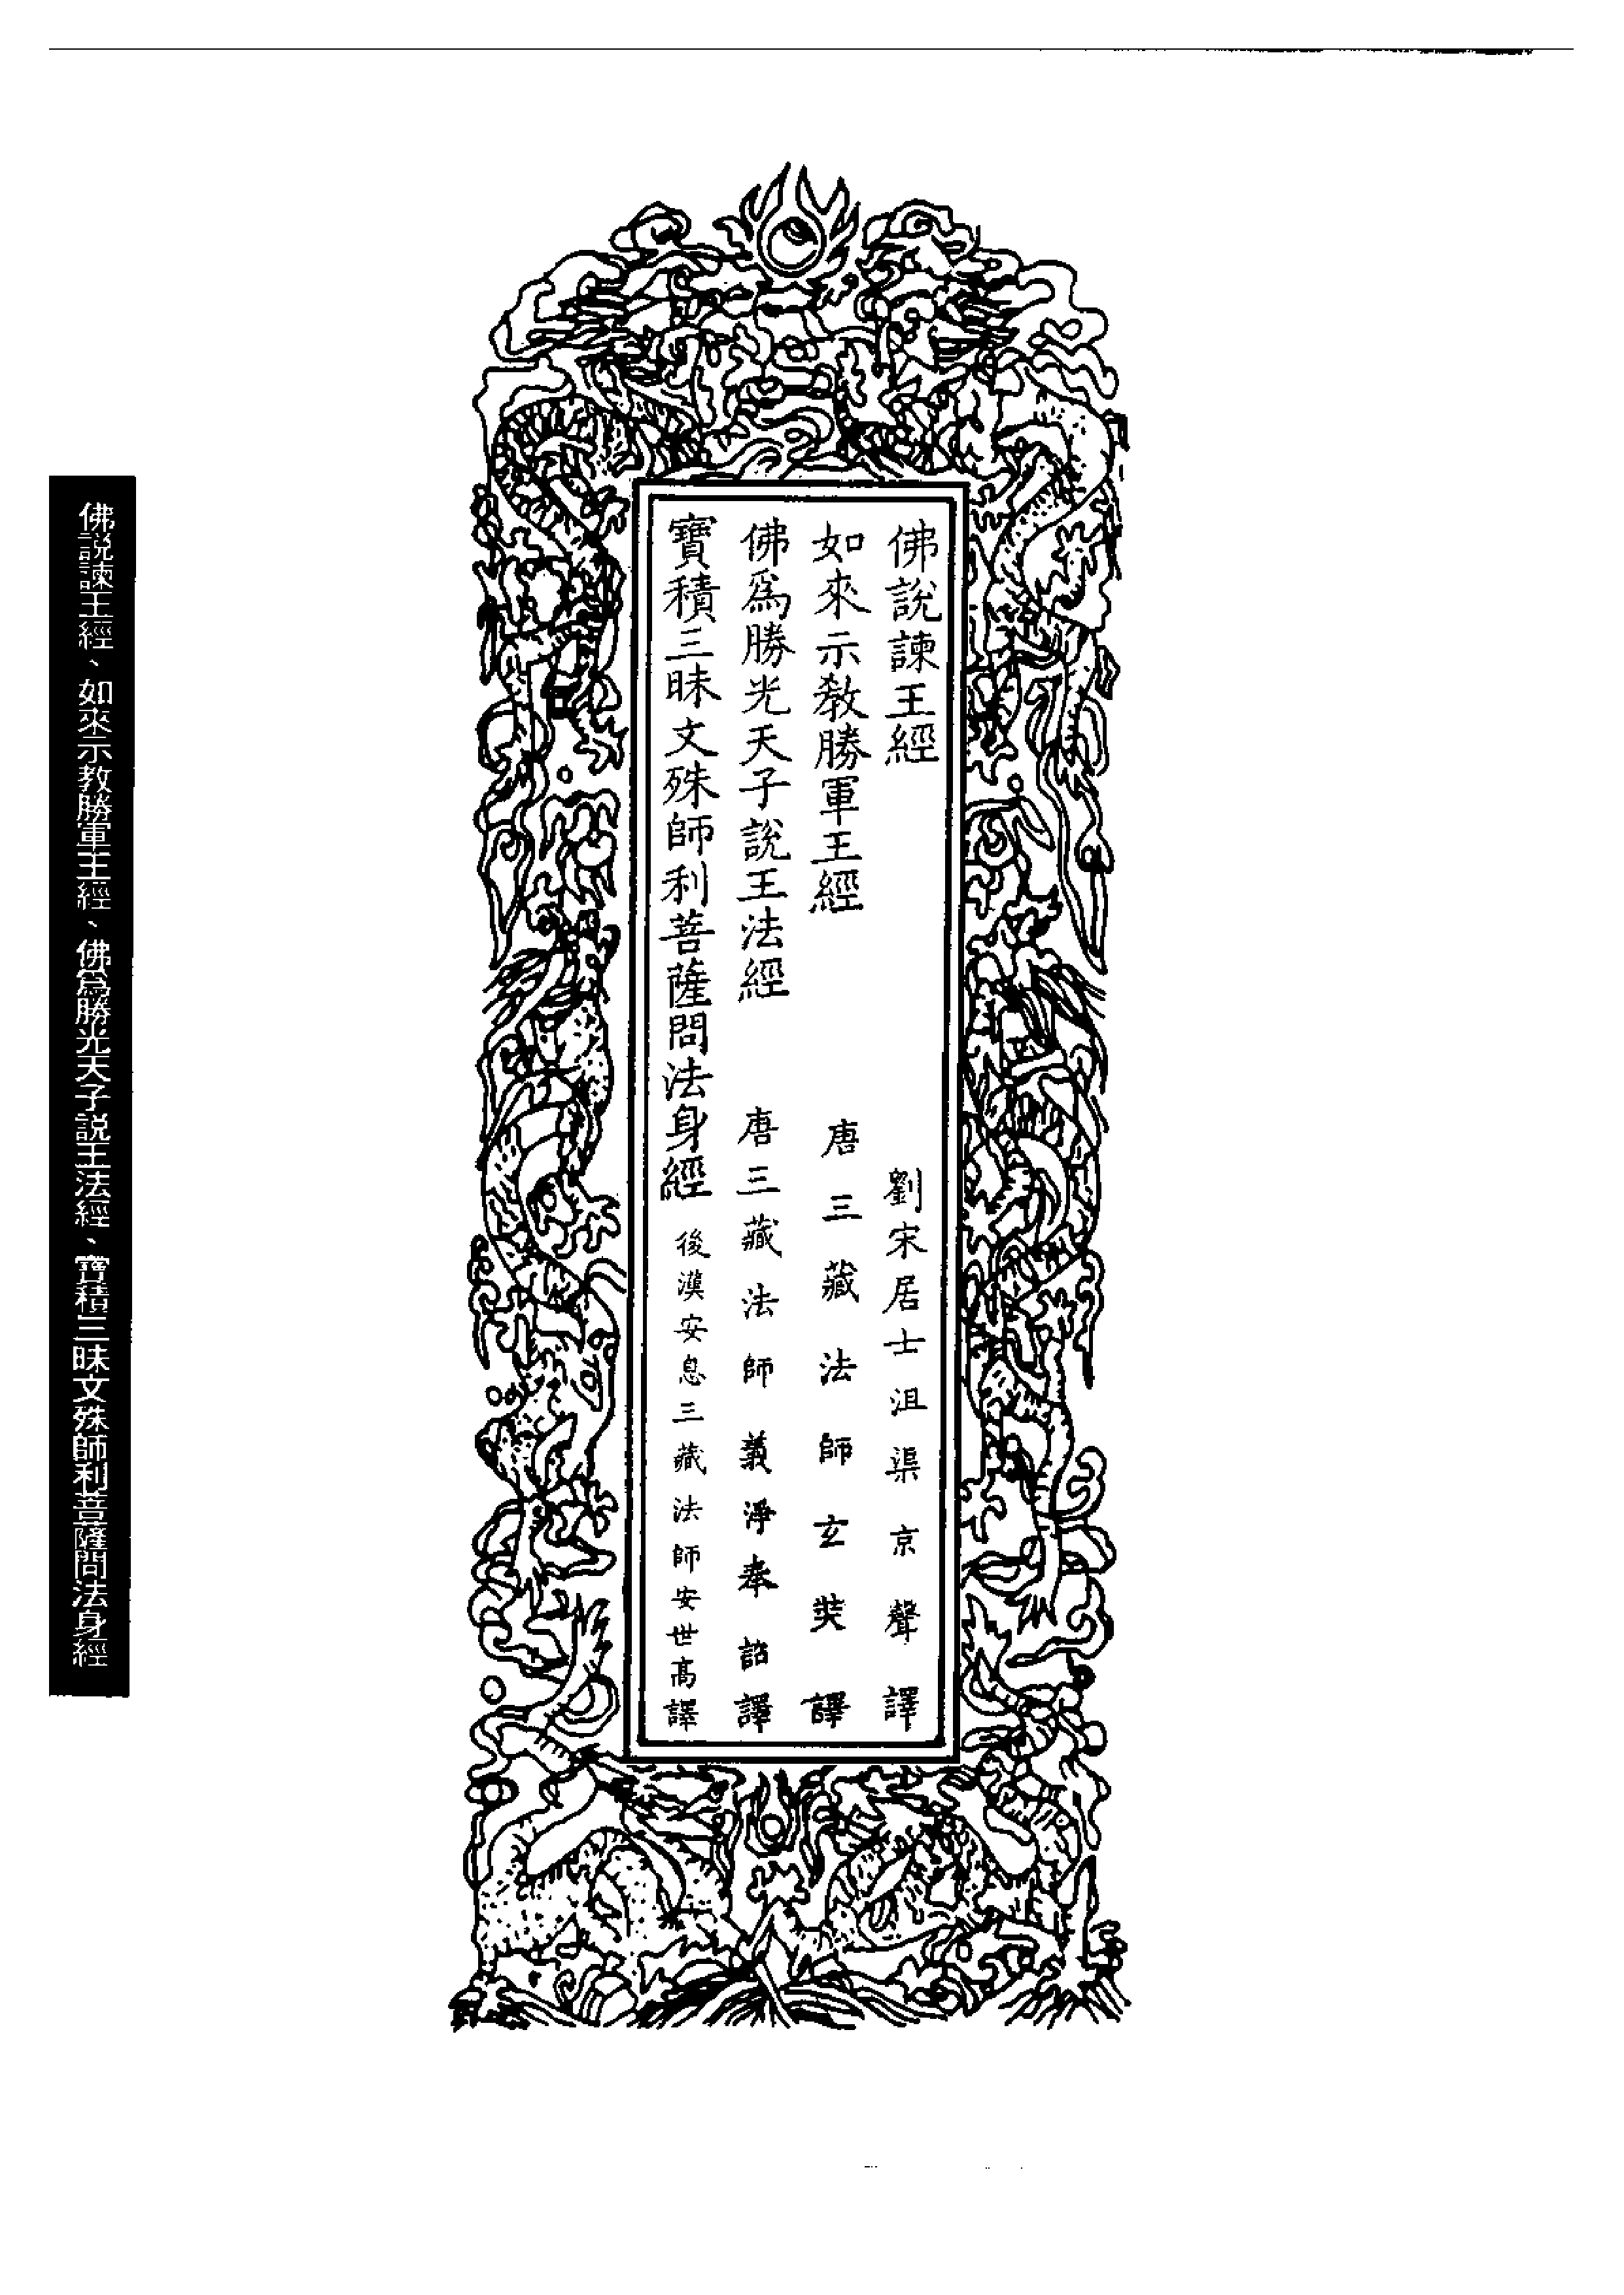 佛說諫王經　劉宋居士沮渠京聲譯
如來示教勝軍王經　唐三藏法師玄奘譯
佛爲勝光天子說王法經　唐三藏法師義淨奉詔譯
寶積三昧文殊師利菩薩問法身經　後漢安息三藏法師安世高譯
佛説諫王經、如來示教勝軍王經、佛爲勝光天子説王法經、寶積三昧文殊師利菩薩問法身經